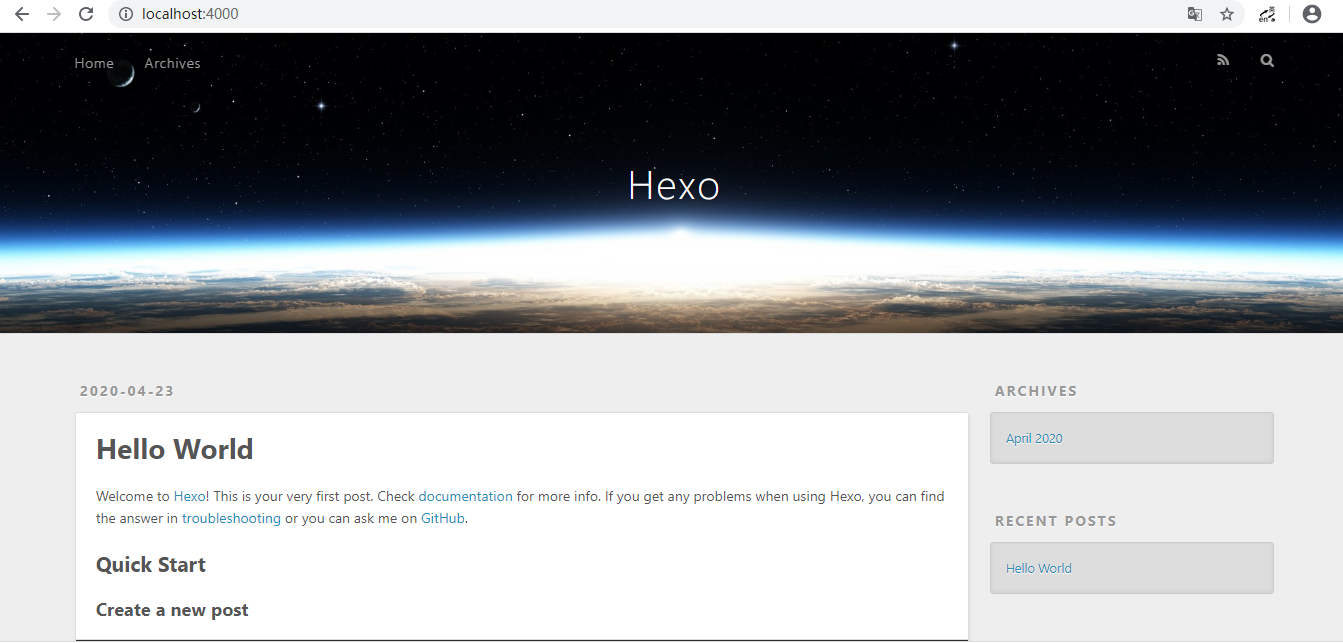 localhost:4000
en
Home
Archives
Hexo
2020-04-23
Hello World
Welcome to Hexo! This is your very first post. Check documentation for more info. If you get any problems when using Hexo, you can find
the answer in troubleshooting or you can ask me on GitHub.
Quick Start
Create a new post
ARCHIVES
April 2020
RECENT POSTS
Hello World